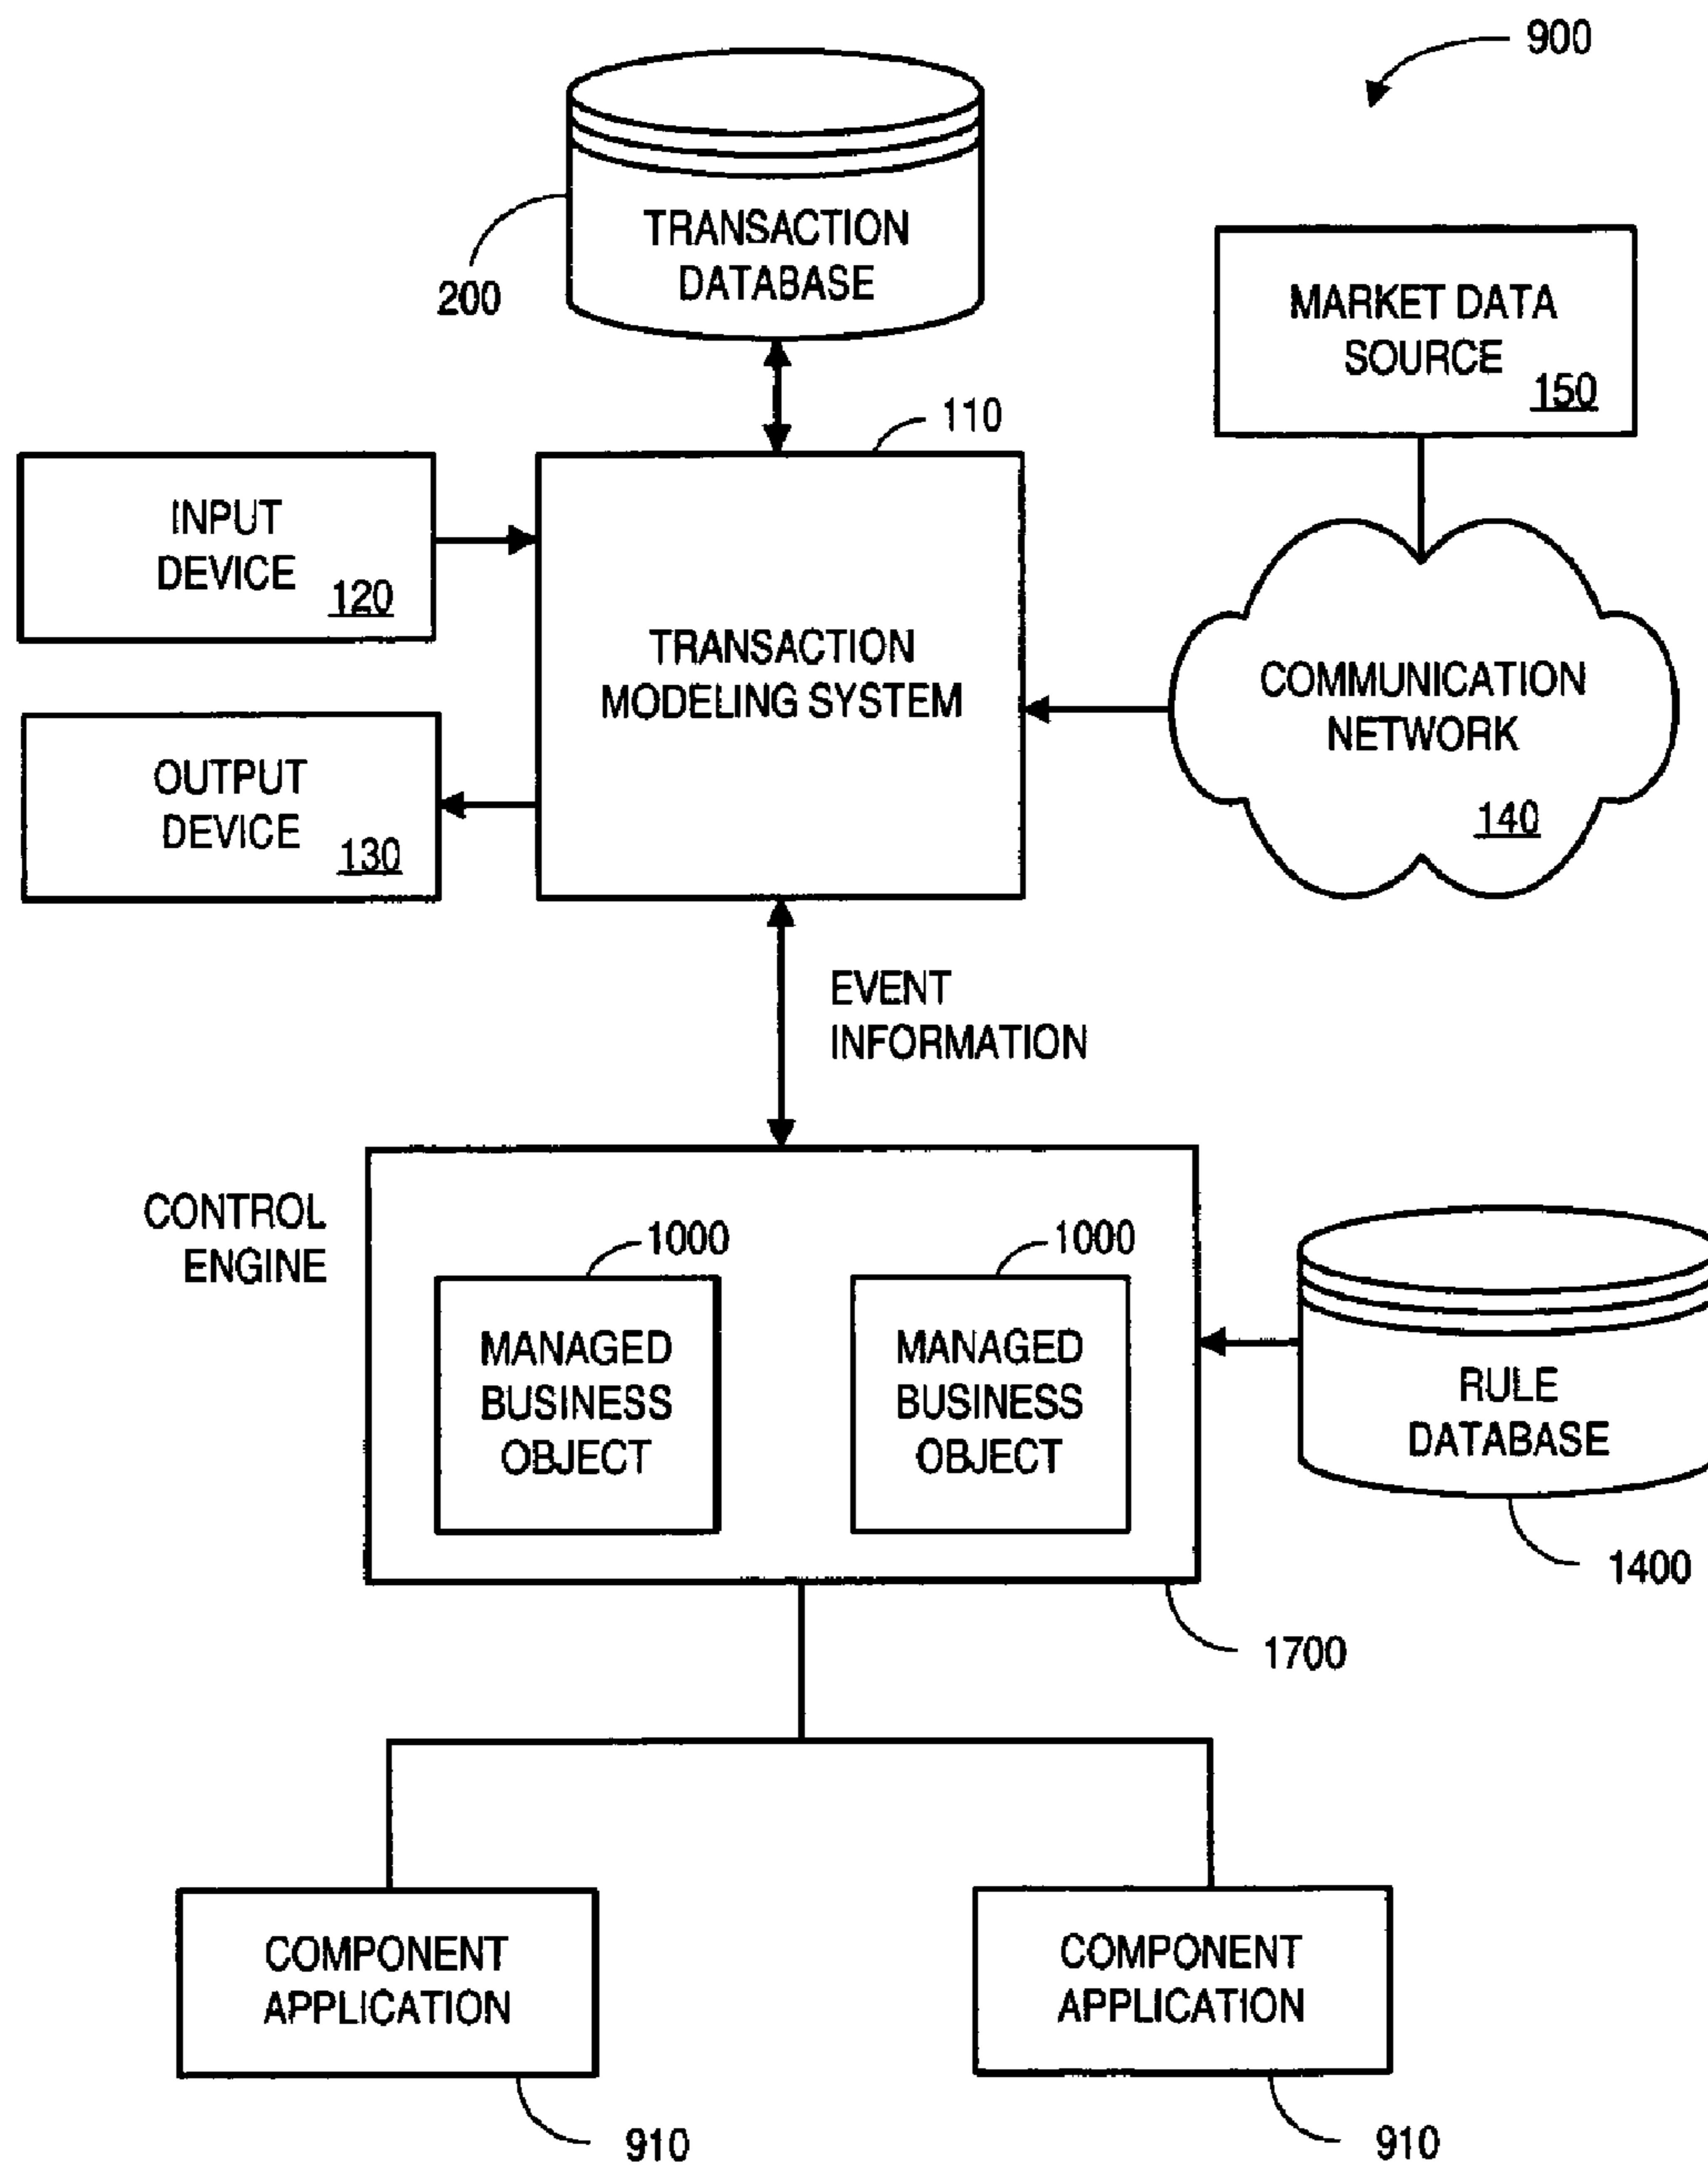 900
TRANSACTION
DATABASE
200
MARKET DATA
SOURCE
150
110
INPUT
DEVICE
120
TRANSACTION
MODELING SYSTEM
COMMUNICATION
NETWORK
140
OUTPUT
DEVICE
130
EVENT
INFORMATION
CONTROL
ENGINE
1000
1000
MANAGED
BUSINESS
OBJECT
MANAGED
BUSINESS
OBJECT
RULE
DATABASE
1400
1700
COMPONENT
APPLICATION
COMPONENT
APPLICATION
910
910